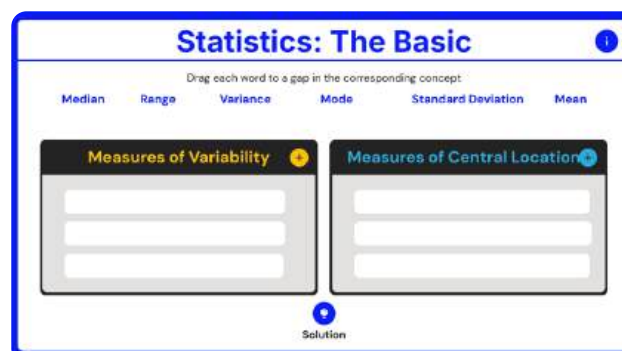 Statistics: The Basic
Drag each word to a gap in the corresponding concept
Median Range Variance Mode Standard Deviation Mean
Measures of Variability
Measures of Central Location
Solution